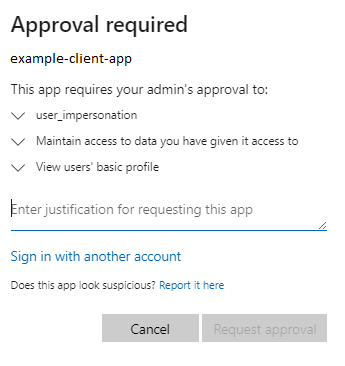 Approval required
example-client-app
This app requires your admin's approval to:
user_impersonation
Maintain access to data you have given it access to
View users' basic profile
Enter justification for requesting this app
Sign in with another account
Does this app look suspicious? Report it here
Cancel Request approval